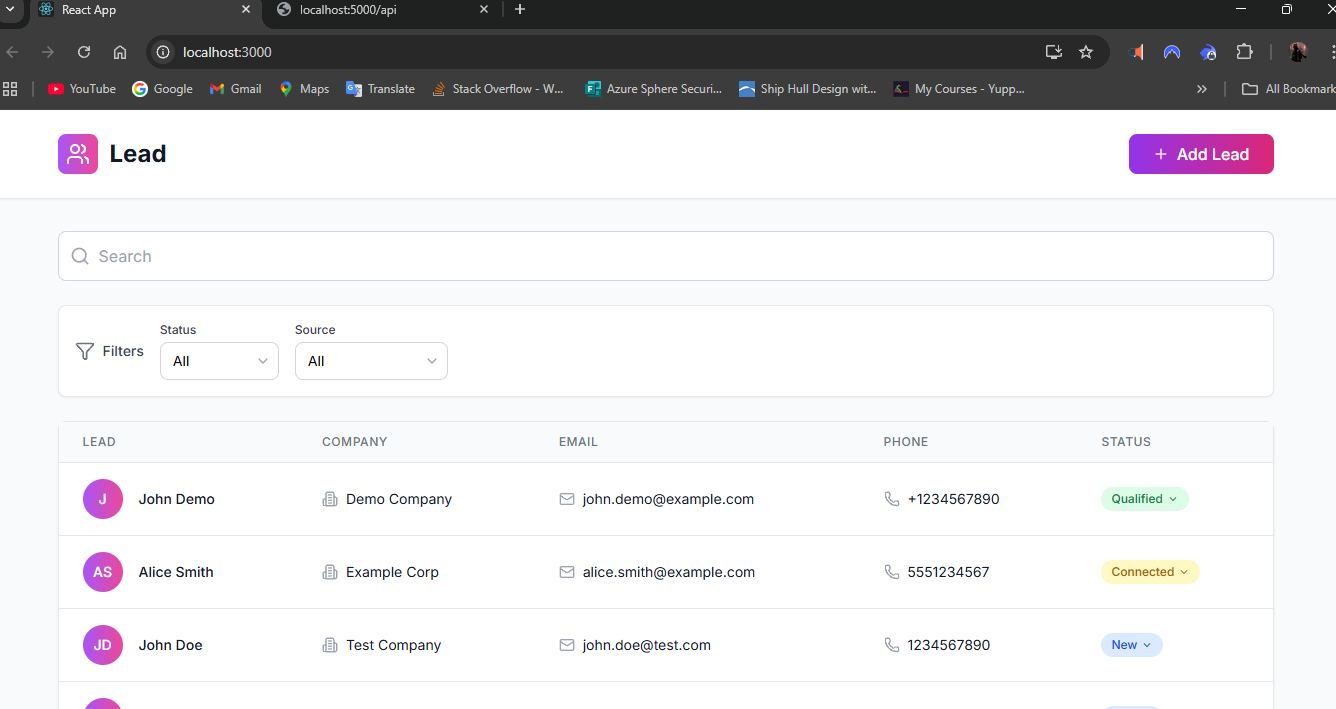 React App
localhost:5000/api
localhost:3000
YouTube Google Gmail Maps Translate Stack Overflow - W... Azure Sphere Securi... Ship Hull Design wit... My Courses - Yupp... All Bookmark
Lead
+ Add Lead
Search
Filters
Status
All
Source
All
LEAD COMPANY EMAIL PHONE STATUS
J John Demo Demo Company john.demo@example.com +1234567890 Qualified
AS Alice Smith Example Corp alice.smith@example.com 5551234567 Connected
JD John Doe Test Company john.doe@test.com 1234567890 New